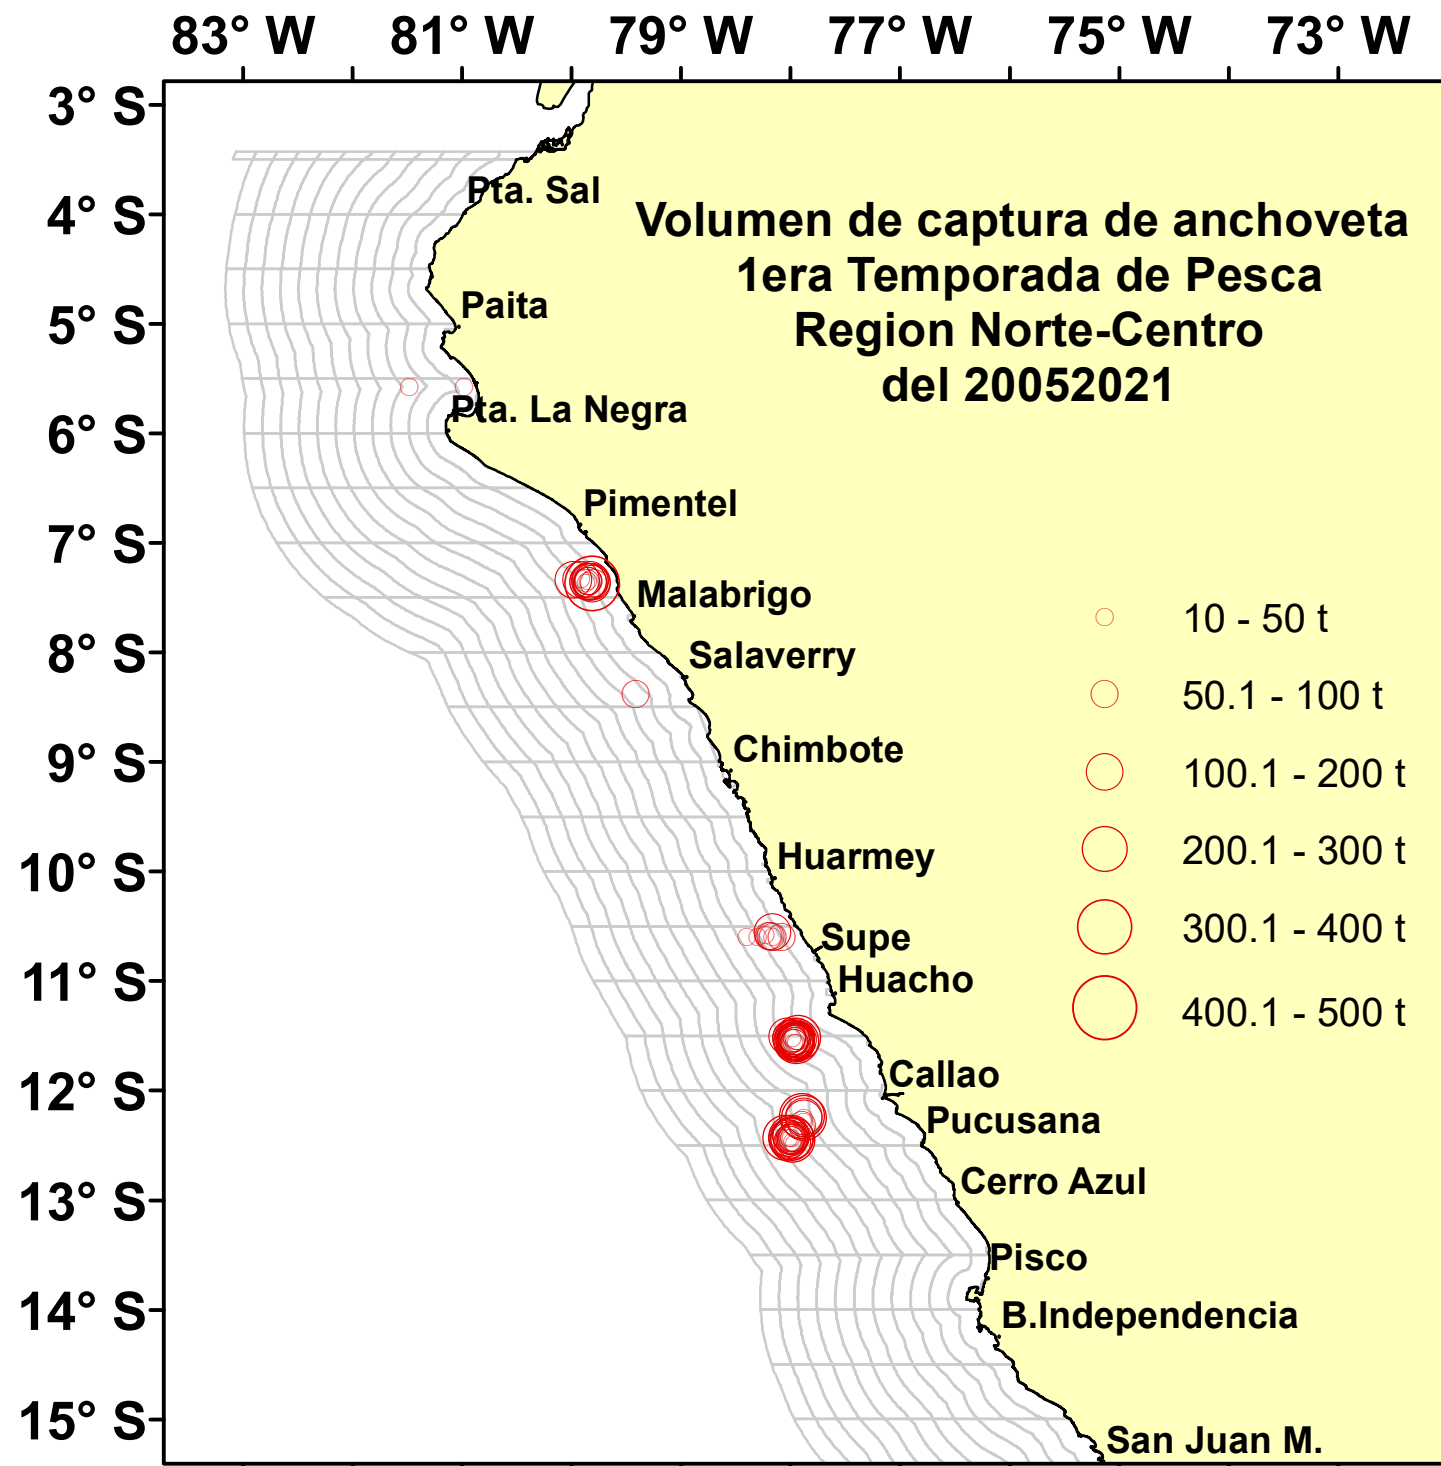 83° W 81° W 79° W 77° W 75° W 73° W
3° S
4° S
5° S
6° S
7° S
8° S
9° S
10° S
11° S
12° S
13° S
14° S
15° S
Volumen de captura de anchoveta
1era Temporada de Pesca
Region Norte-Centro
del 20052021
Pta. Sal
Paita
Pta. La Negra
Pimentel
Malabrigo
Salaverry
Chimbote
Huarmey
Supe
Huacho
Callao
Pucusana
Cerro Azul
Pisco
B.Independencia
San Juan M.
10 - 50 t
50.1 - 100 t
100.1 - 200 t
200.1 - 300 t
300.1 - 400 t
400.1 - 500 t